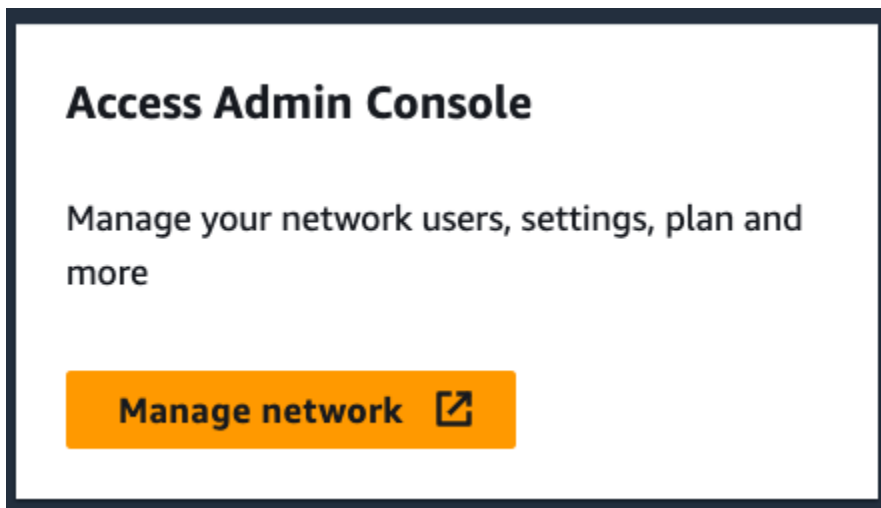 Access Admin Console
Manage your network users, settings, plan and
more
Manage network